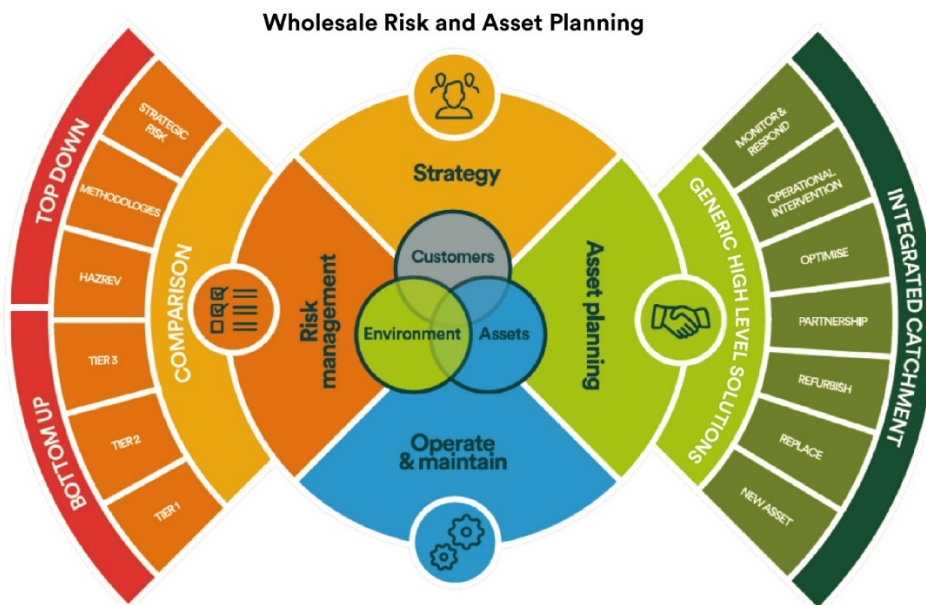 Wholesale Risk and Asset Planning
TOP DOWN
BOTTOM UP
STRATEGIC
RISK
METHODOLOGIES
HAZREV
TIER 3
TIER 2
TIER 1
COMPARISON
Risk
management
Strategy
Customers
Environment
Assets
Operate
& maintain
Asset planning
GENERIC HIGH LEVEL SOLUTIONS
MONITOR &
RESPOND
OPERATIONAL
INTERVENTION
OPTIMISE
PARTNERSHIP
REFURBISH
REPLACE
NEW ASSET
INTEGRATED CATCHMENT